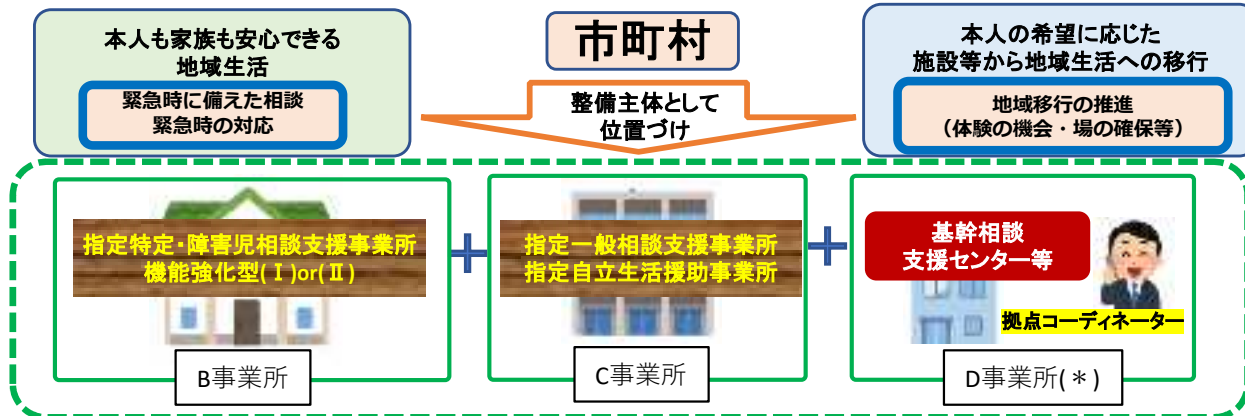 本人も家族も安心できる
地域生活
緊急時に備えた相談
緊急時の対応
市町村
整備主体として
位置づけ
本人の希望に応じた
施設等から地域生活への移行
地域移行の推進
（体験の機会・場の確保等）
指定特定・障害児相談支援事業所
機能強化型(Ⅰ)or(Ⅱ)
B事業所
+
指定一般相談支援事業所
指定自立生活援助事業所
C事業所
+
基幹相談
支援センター等
拠点コーディネーター
D事業所(＊)